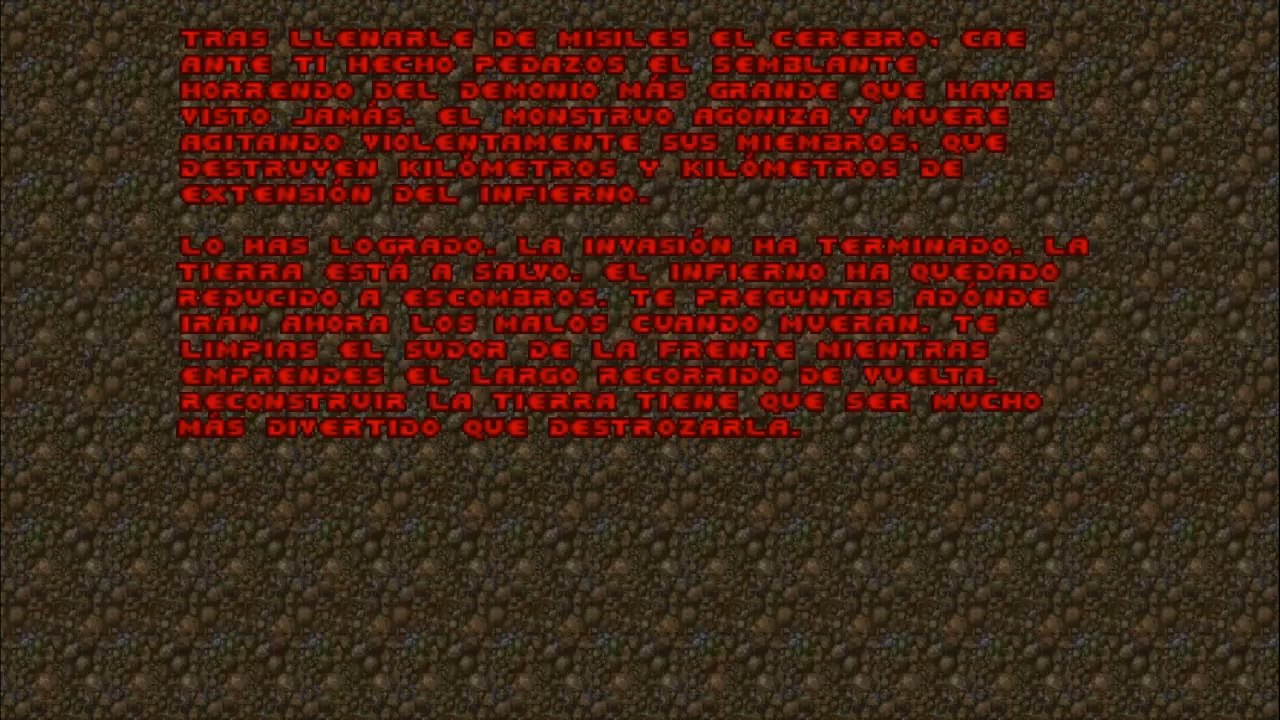 TRAS LLENARLE DE MISILES EL CEREBRO, CAE
ANTE TI HECHO PEDAZOS EL SEMBLANTE
HORRENDO DEL DEMONIO MÁS GRANDE QUE HAYAS
VISTO JAMÁS. EL MONSTRUO AGONIZA Y MUERE
AGITANDO VIOLENTAMENTE SUS MIEMBROS, QUE
DESTRUYEN KILÓMETROS Y KILÓMETROS DE
EXTENSIÓN DEL INFIERNO.
LO HAS LOGRADO. LA INVASIÓN HA TERMINADO. LA
TIERRA ESTÁ A SALVO. EL INFIERNO HA QUEDADO
REDUCIDO A ESCOMBROS. TE PREGUNTAS ADÓNDE
IRÁN AHORA LOS MALOS CUANDO MUERAN. TE
LIMPIAS EL SUDOR DE LA FRENTE MIENTRAS
EMPRENDES EL LARGO RECORRIDO DE VUELTA.
RECONSTRUIR LA TIERRA TIENE QUE SER MUCHO
MÁS DIVERTIDO QUE DESTROZARLA.